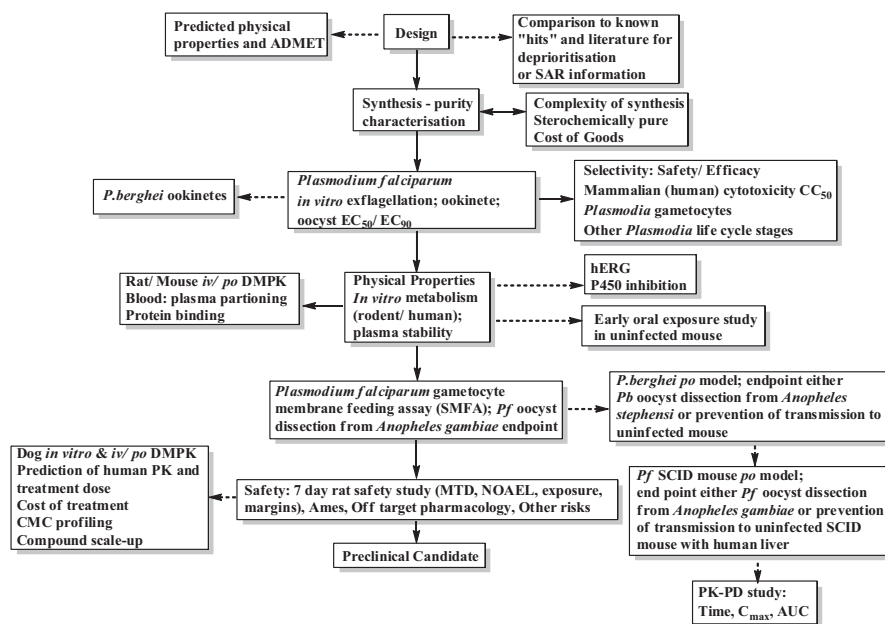 Predicted physical
properties and ADMET
Design
Comparison to known
"hits" and literature for
deprioritisation
or SAR information
Synthesis - purity
characterisation
Complexity of synthesis
Sterochemically pure
Cost of Goods
P.berghei ookinetes
Plasmodium falciparum
in vitro exflagellation; ookinete;
oocyst EC50/ EC90
Selectivity: Safety/ Efficacy
Mammalian (human) cytotoxicity CC50
Plasmodia gametocytes
Other Plasmodia life cycle stages
Rat/ Mouse iv/ po DMPK
Blood: plasma partioning
Protein binding
Physical Properties
In vitro metabolism
(rodent/ human);
plasma stability
hERG
P450 inhibition
Early oral exposure study
in uninfected mouse
Plasmodium falciparum gametocyte
membrane feeding assay (SMFA); Pf oocyst
dissection from Anopheles gambiae endpoint
P.berghei po model; endpoint either
Pb oocyst dissection from Anopheles
stephensi or prevention of transmission to
uninfected mouse
Dog in vitro & iv/ po DMPK
Prediction of human PK and
treatment dose
Cost of treatment
CMC profiling
Compound scale-up
Safety: 7 day rat safety study (MTD, NOAEL, exposure,
margins), Ames, Off target pharmacology, Other risks
Pf SCID mouse po model;
end point either Pf oocyst dissection
from Anopheles gambiae or prevention
of transmission to uninfected SCID
mouse with human liver
Preclinical Candidate
PK-PD study:
Time, Cmax, AUC